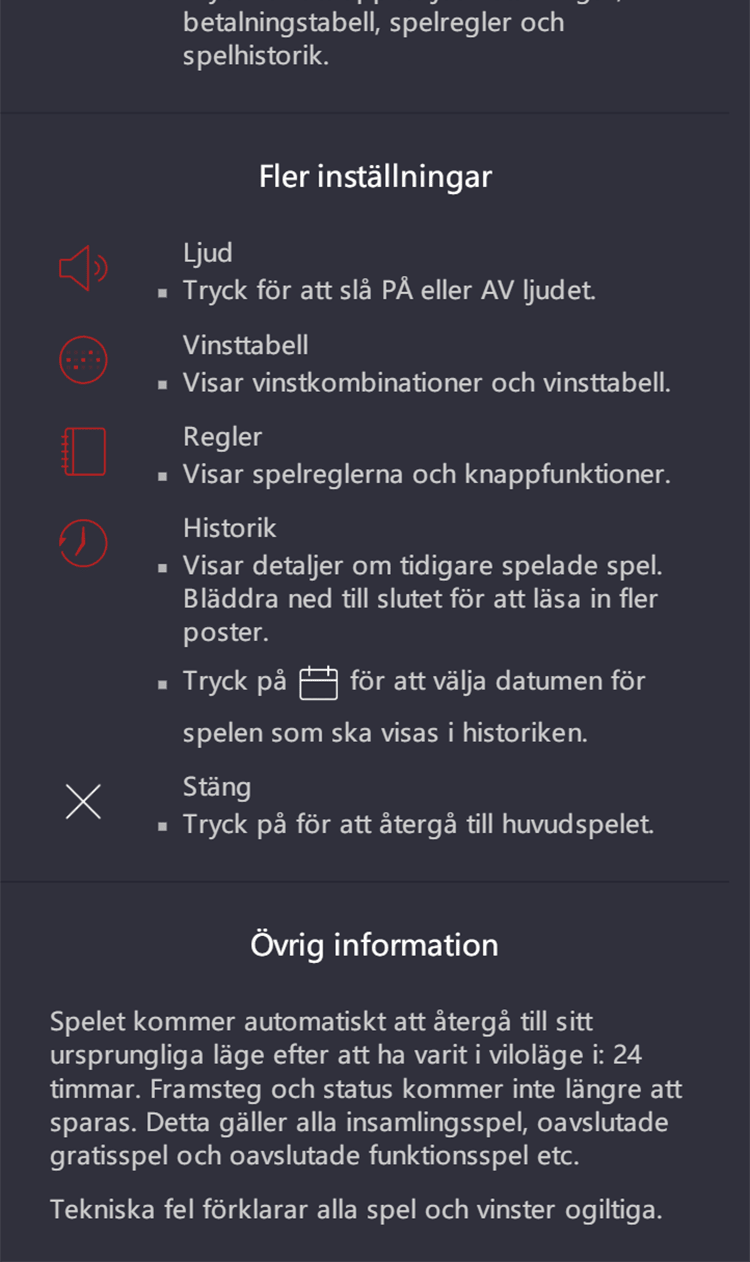 betalningstabell, spelregler och
spelhistorik.
Fler inställningar
Ljud
▪ Tryck för att slå PÅ eller AV ljudet.
Vinsttabell
▪ Visar vinstkombinationer och vinsttabell.
Regler
▪ Visar spelreglerna och knappfunktioner.
Historik
▪ Visar detaljer om tidigare spelade spel.
Bläddra ned till slutet för att läsa in fler
poster.
▪ Tryck på för att välja datumen för
spelen som ska visas i historiken.
Stäng
▪ Tryck på för att återgå till huvudspelet.
Övrig information
Spelet kommer automatiskt att återgå till sitt
ursprungliga läge efter att ha varit i viloläge i: 24
timmar. Framsteg och status kommer inte längre att
sparas. Detta gäller alla insamlingsspel, oavslutade
gratisspel och oavslutade funktionsspel etc.
Tekniska fel förklarar alla spel och vinster ogiltiga.